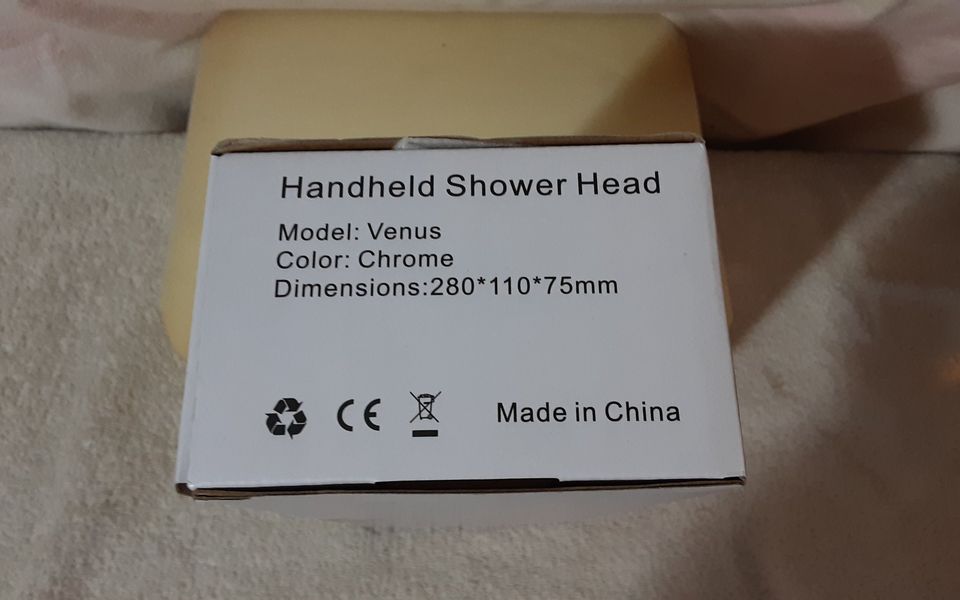 Handheld Shower Head
Model: Venus
Color: Chrome
Dimensions:280*110*75mm
CE
Made in China